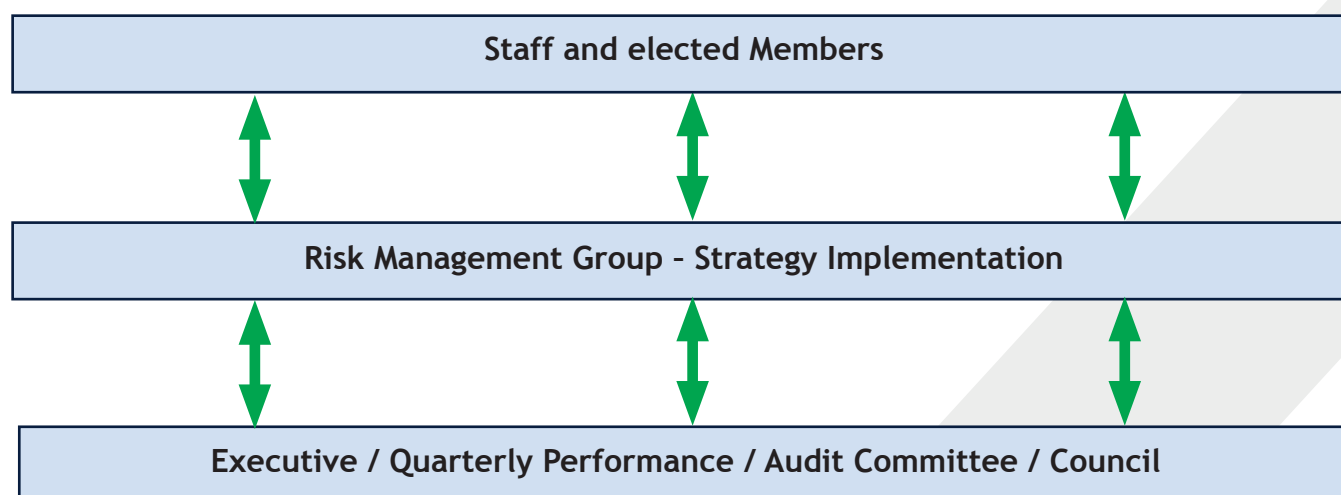 Staff and elected Members
Risk Management Group – Strategy Implementation
Executive / Quarterly Performance / Audit Committee / Council